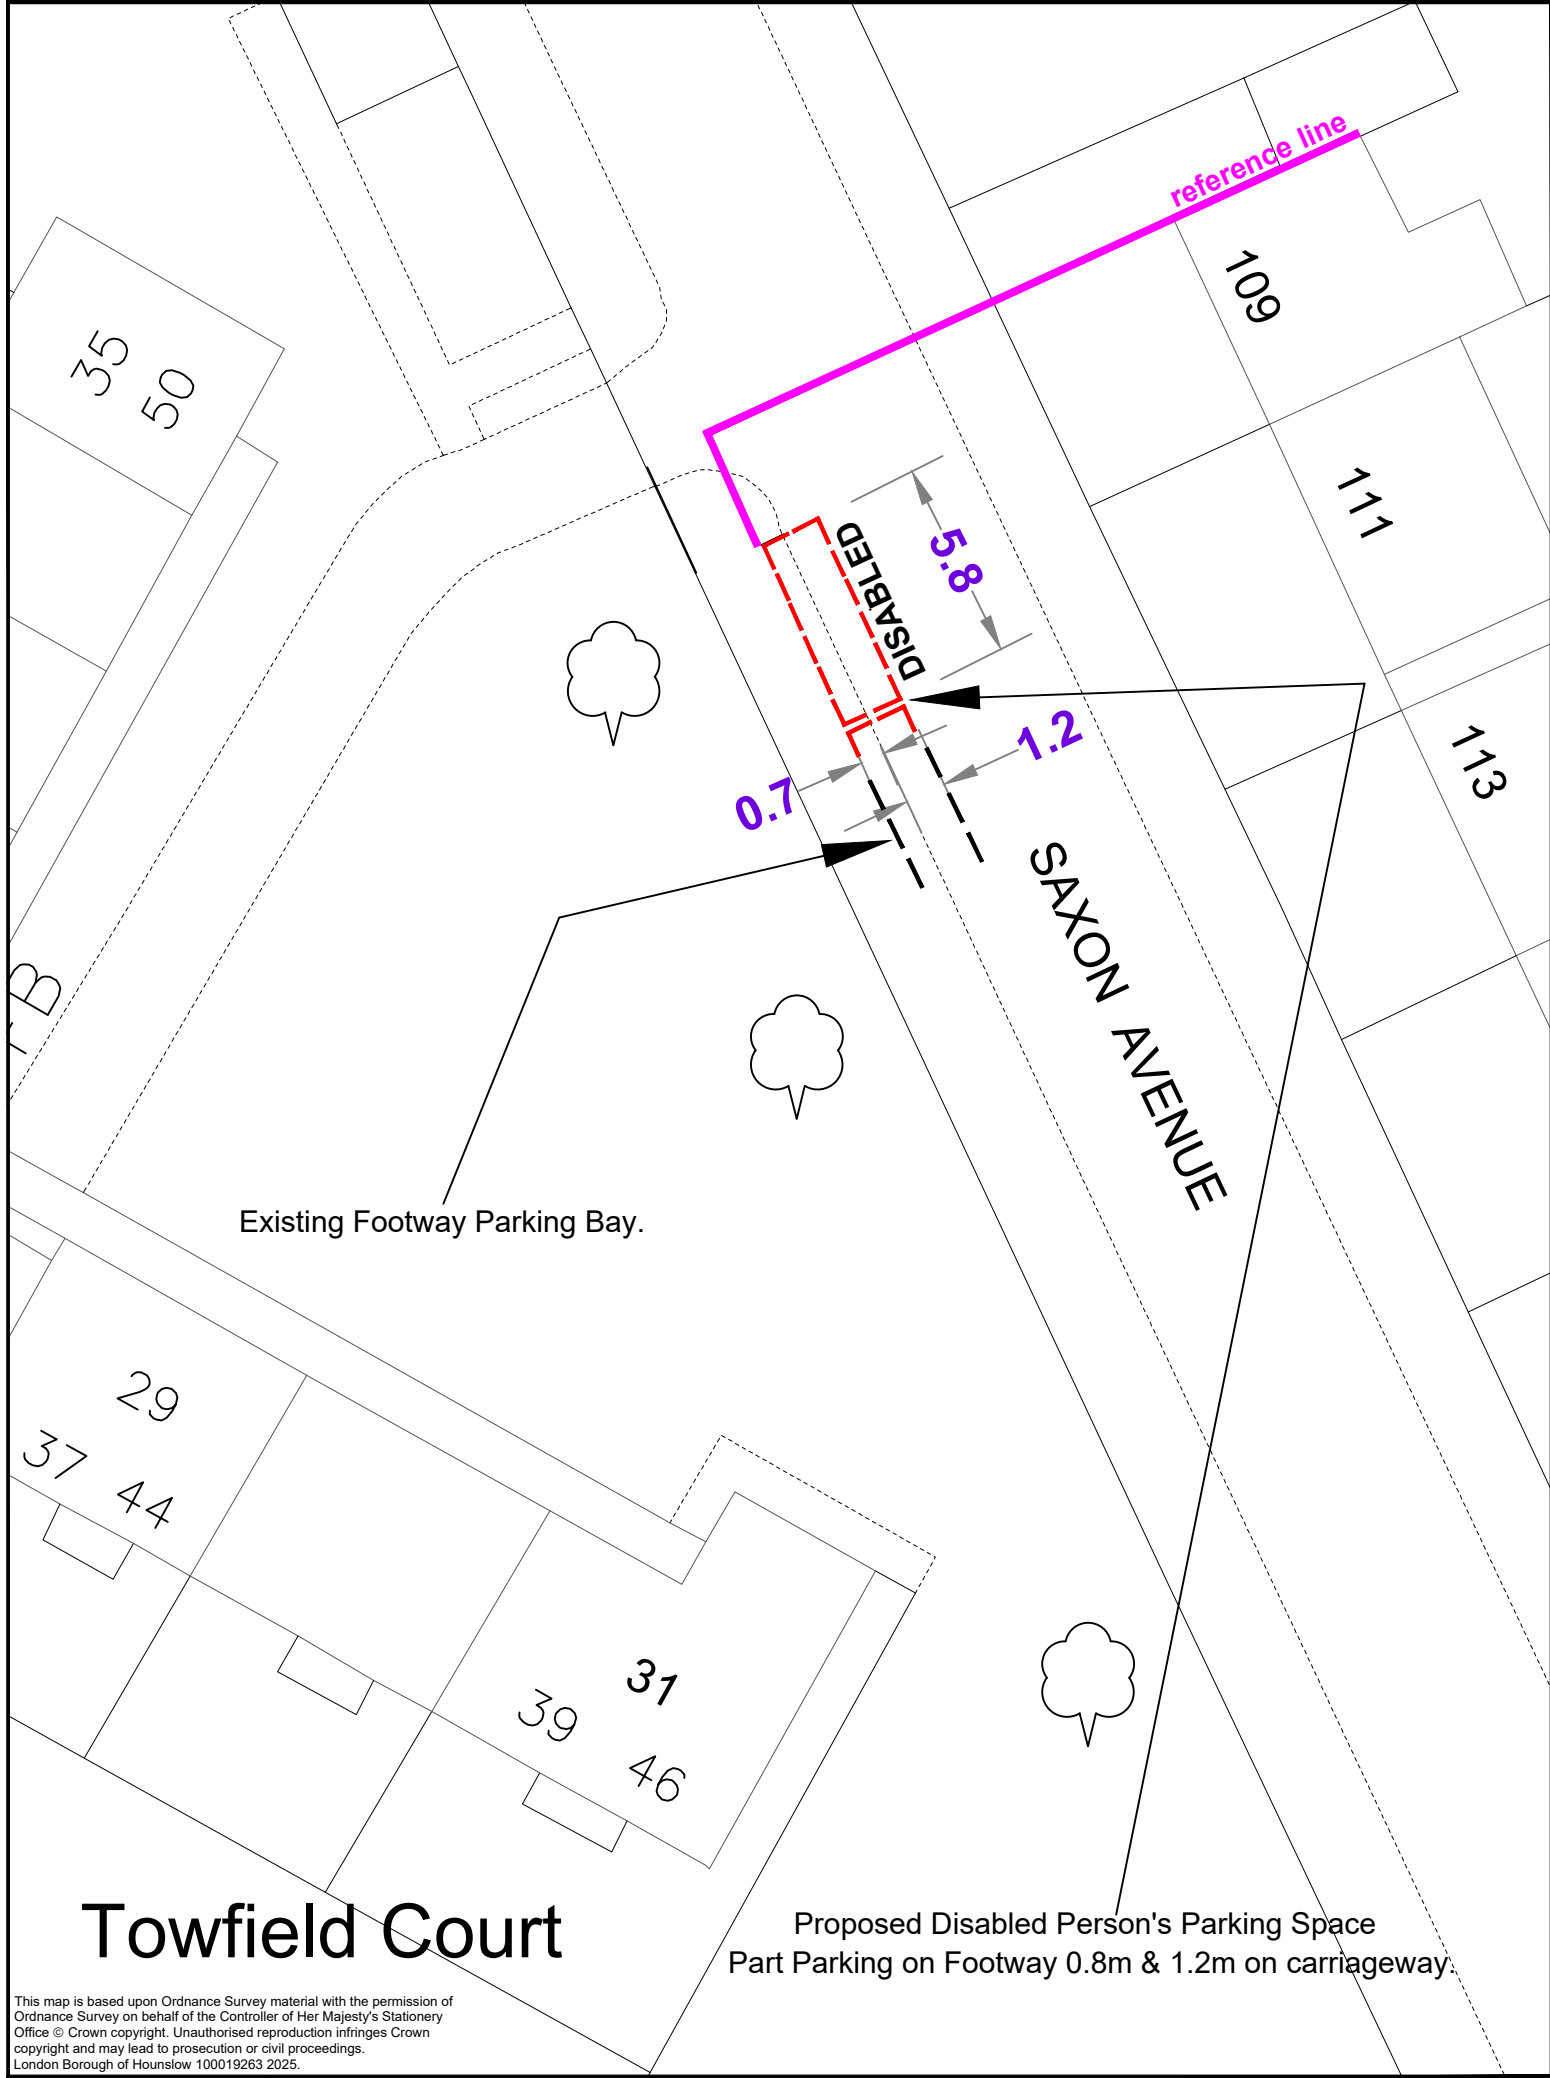 reference line
109
35
50
111
DISABLED
5.8
113
1.2
0.7
SAXON AVENUE
B
Existing Footway Parking Bay.
29
37
44
31
39
46
Towfield Court
Proposed Disabled Person's Parking Space
Part Parking on Footway 0.8m & 1.2m on carriageway.
This map is based upon Ordnance Survey material with the permission of
Ordnance Survey on behalf of the Controller of Her Majesty's Stationery
Office © Crown copyright. Unauthorised reproduction infringes Crown
copyright and may lead to prosecution or civil proceedings.
London Borough of Hounslow 100019263 2025.